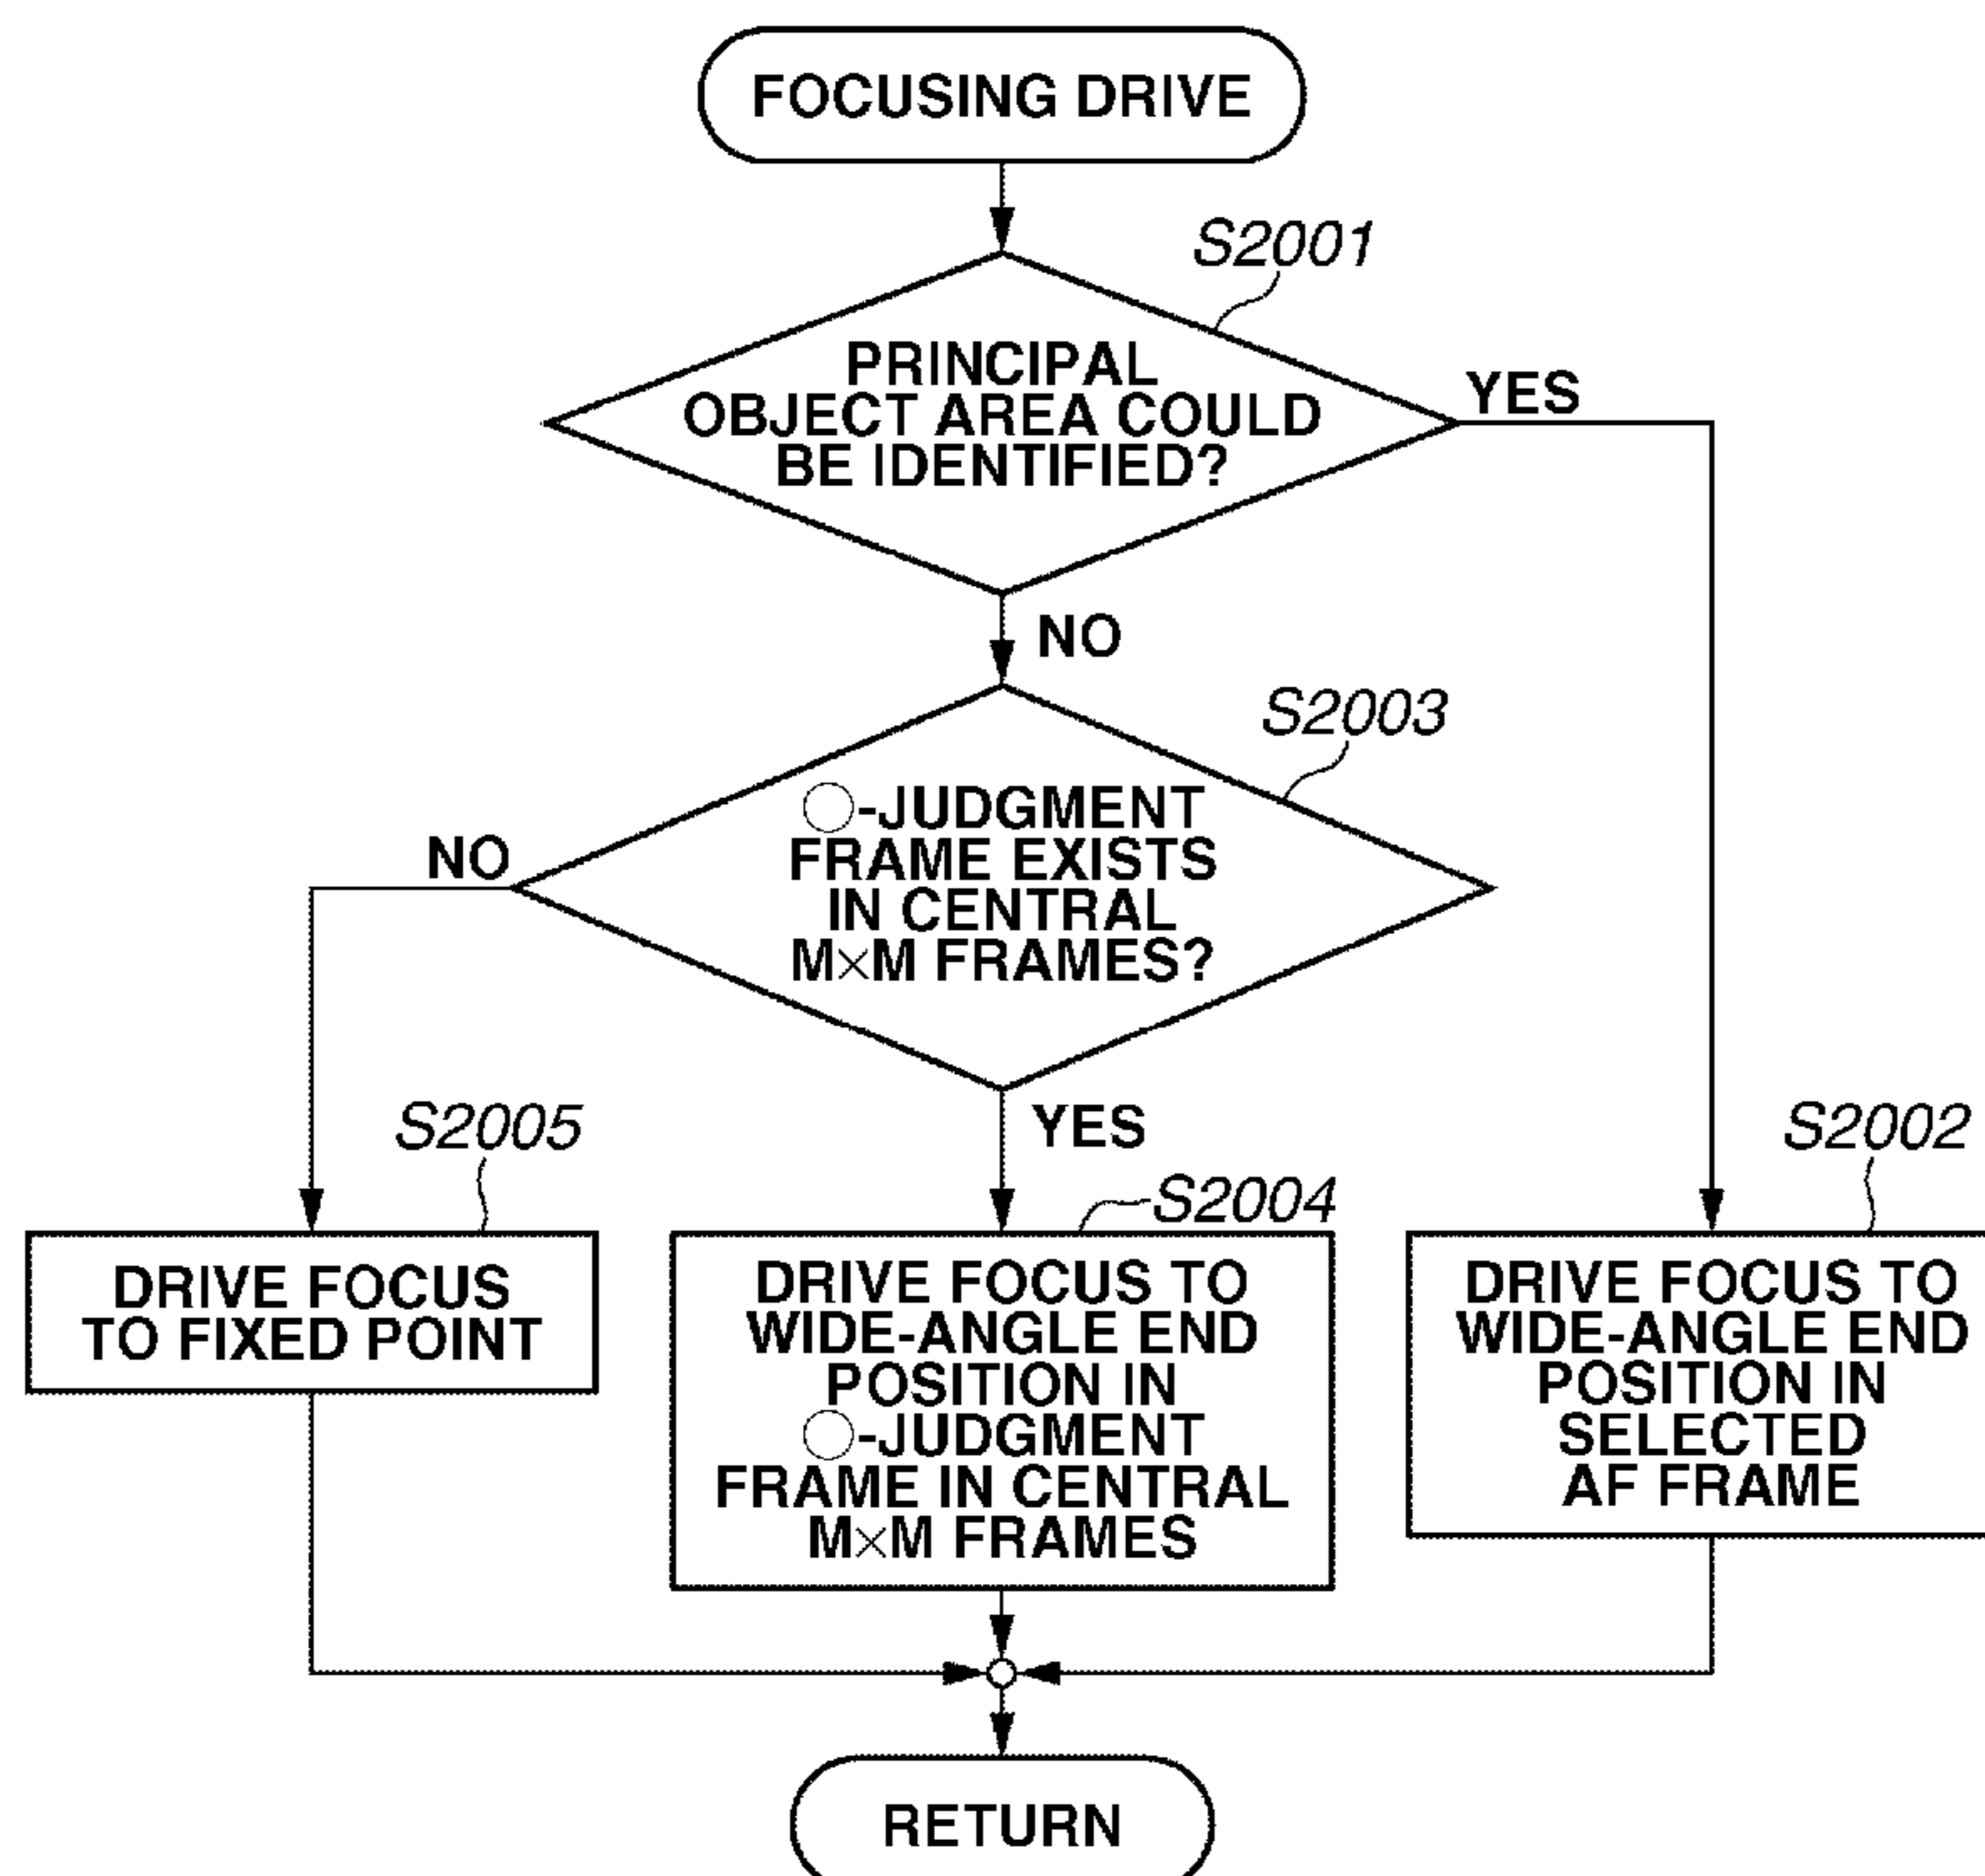 FOCUSING DRIVE
S2001
PRINCIPAL
OBJECT AREA COULD
BE IDENTIFIED?
YES
NO
S2003
○-JUDGMENT
FRAME EXISTS
IN CENTRAL
M×M FRAMES?
NO
YES
S2005
DRIVE FOCUS
TO FIXED POINT
S2004
DRIVE FOCUS TO
WIDE-ANGLE END
POSITION IN
○-JUDGMENT
FRAME IN CENTRAL
M×M FRAMES
S2002
DRIVE FOCUS TO
WIDE-ANGLE END
POSITION IN
SELECTED
AF FRAME
RETURN